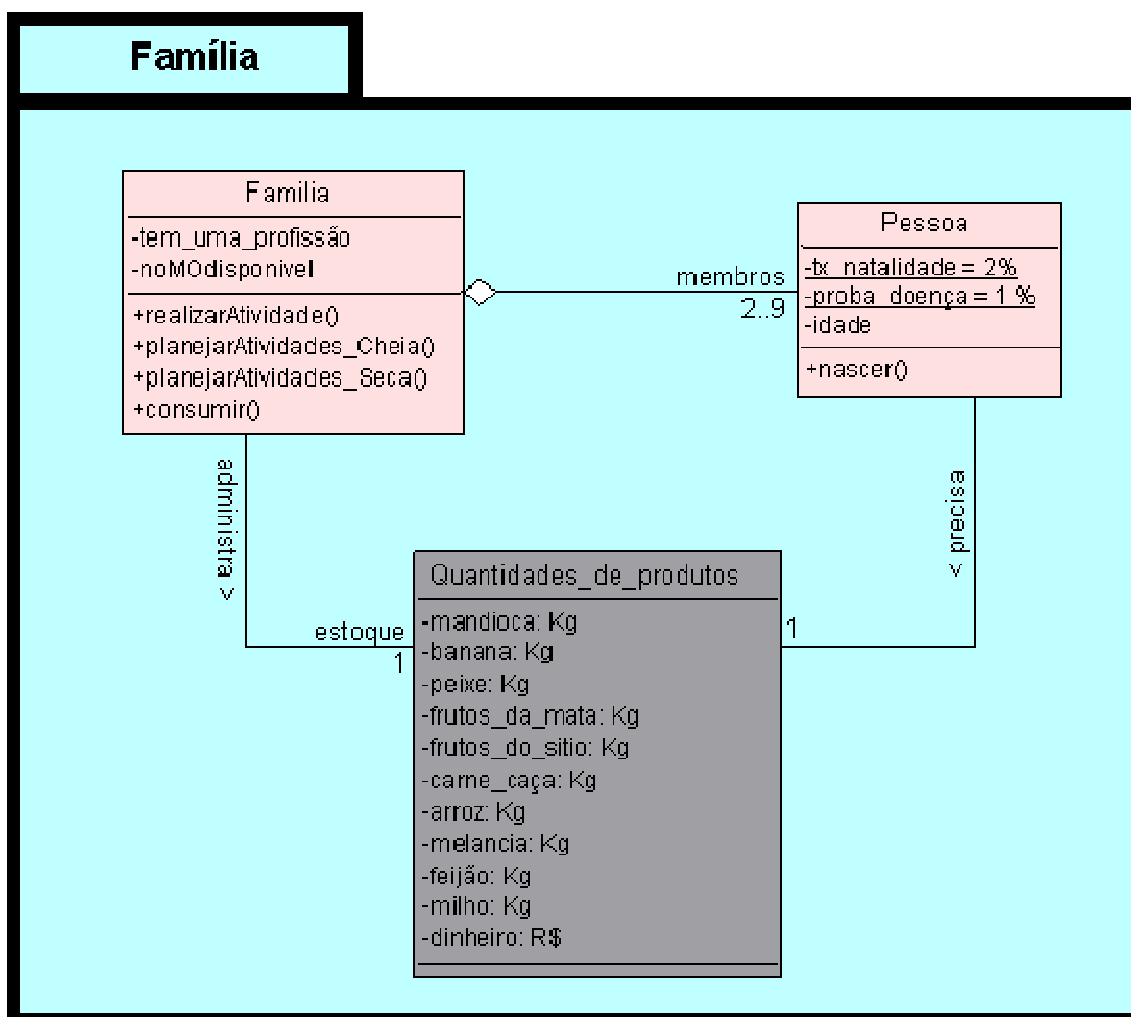 Família
Familia
-tem_uma_profissão
-noMOdisponivel
+realizarAtividade()
+planejarAtividades_Cheia()
+planejarAtividades_Seca()
+consumir()
membros
2..9
Pessoa
-tx_natalidade = 2%
-proba_doença = 1 %
-idade
+nascer()
administra >
< precisa
estoque
1
1
Quantidades_de_produtos
-mandioca: Kg
-banana: Kg
-peixe: Kg
-frutos_da_mata: Kg
-frutos_do_sitio: Kg
-carne_caça: Kg
-arroz: Kg
-melancia: Kg
-feijão: Kg
-milho: Kg
-dinheiro: R$